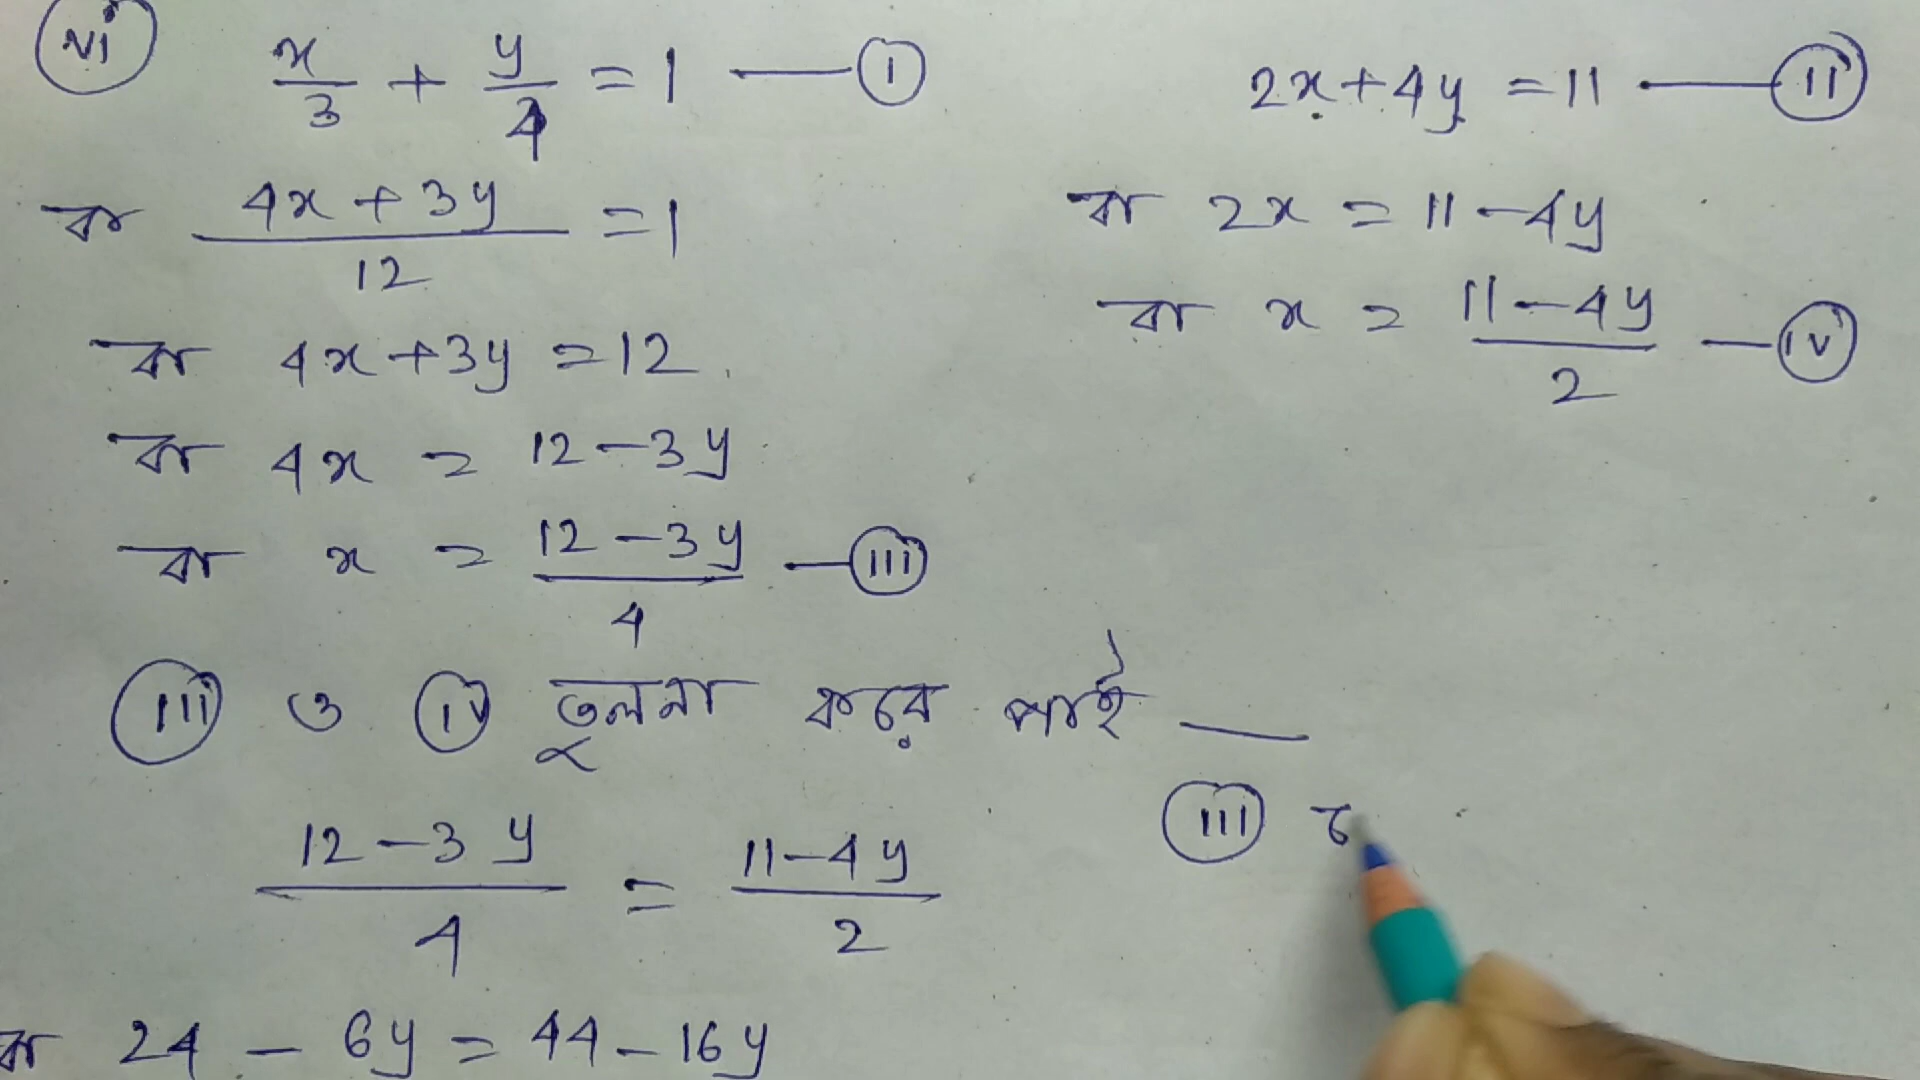 (vi) x/3 + y/4 = 1 —— (i)
বা (4x + 3y)/12 = 1
বা 4x + 3y = 12
বা 4x = 12 - 3y
বা x = (12 - 3y)/4 — (iii)
2x + 4y = 11 —— (ii)
বা 2x = 11 - 4y
বা x = (11 - 4y)/2 — (iv)
(iii) ও (iv) তুলনা করে পাই —
(12 - 3y)/4 = (11 - 4y)/2
বা 24 - 6y = 44 - 16y
(iii)